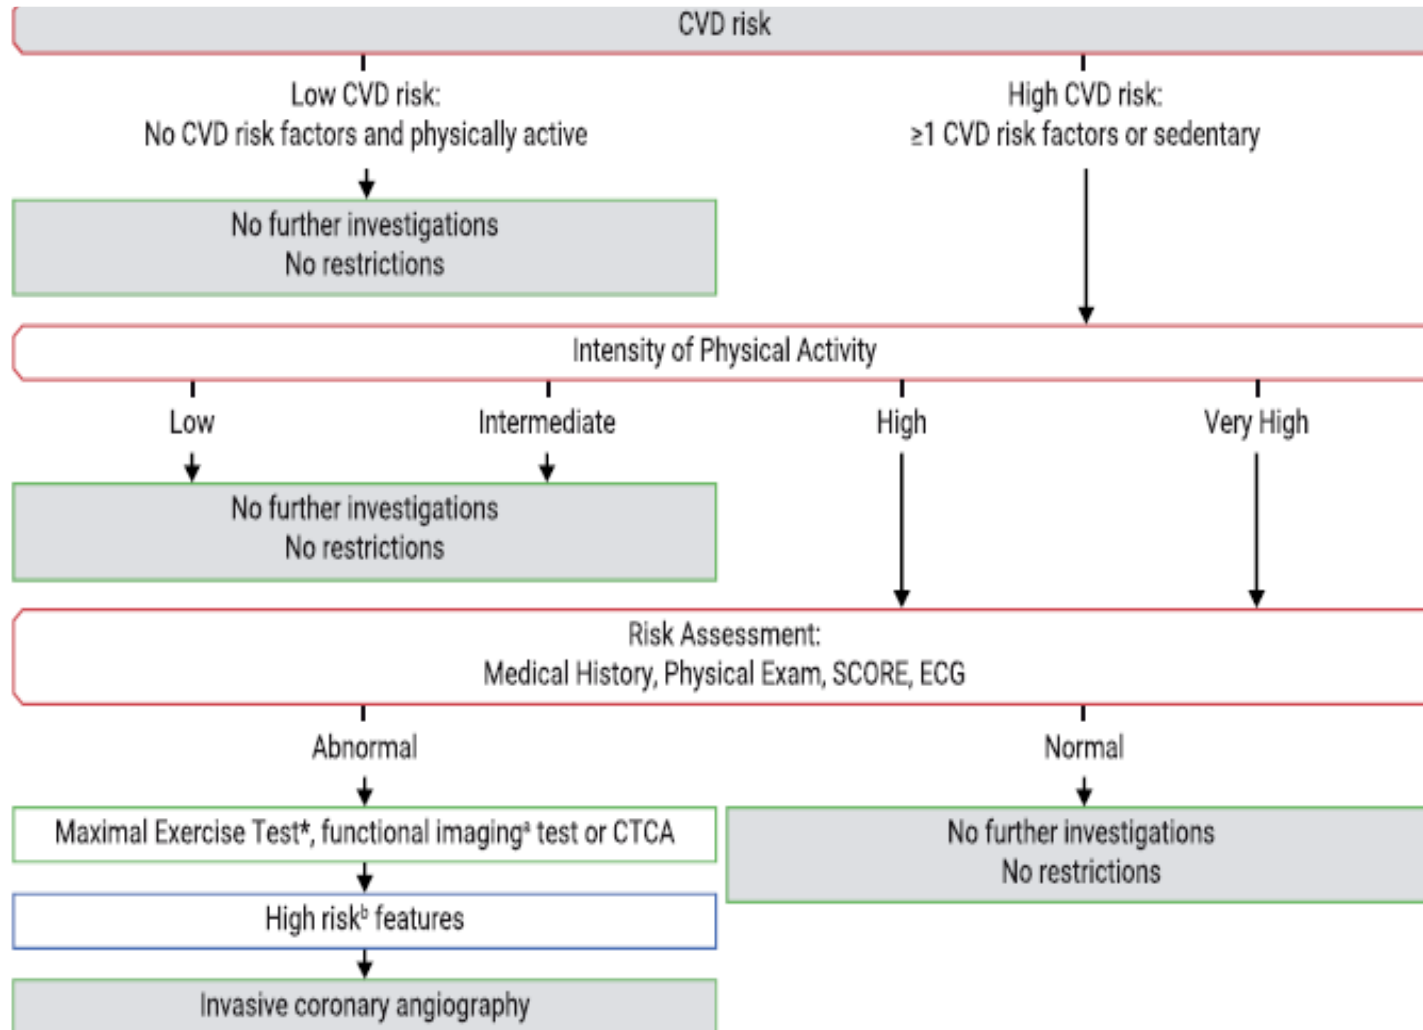 CVD risk
Low CVD risk:
No CVD risk factors and physically active
High CVD risk:
≥1 CVD risk factors or sedentary
No further investigations
No restrictions
Intensity of Physical Activity
Low
Intermediate
High
Very High
No further investigations
No restrictions
Risk Assessment:
Medical History, Physical Exam, SCORE, ECG
Abnormal
Normal
Maximal Exercise Test*, functional imagingᵃ test or CTCA
No further investigations
No restrictions
High riskᵇ features
Invasive coronary angiography